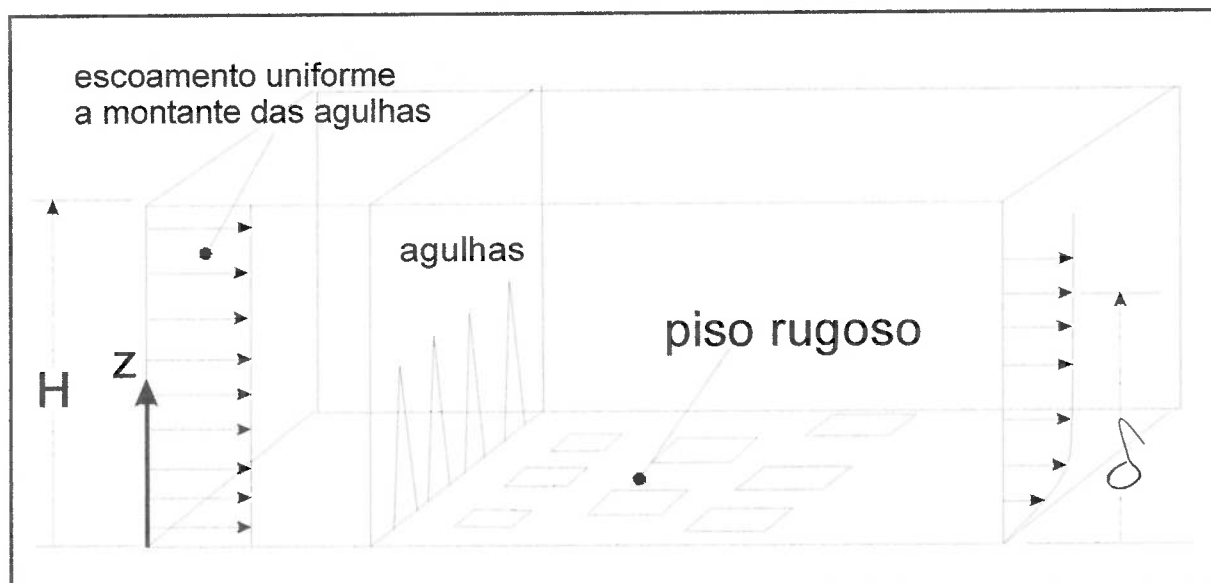 escoamento uniforme
a montante das agulhas
agulhas
piso rugoso
z
H
δ